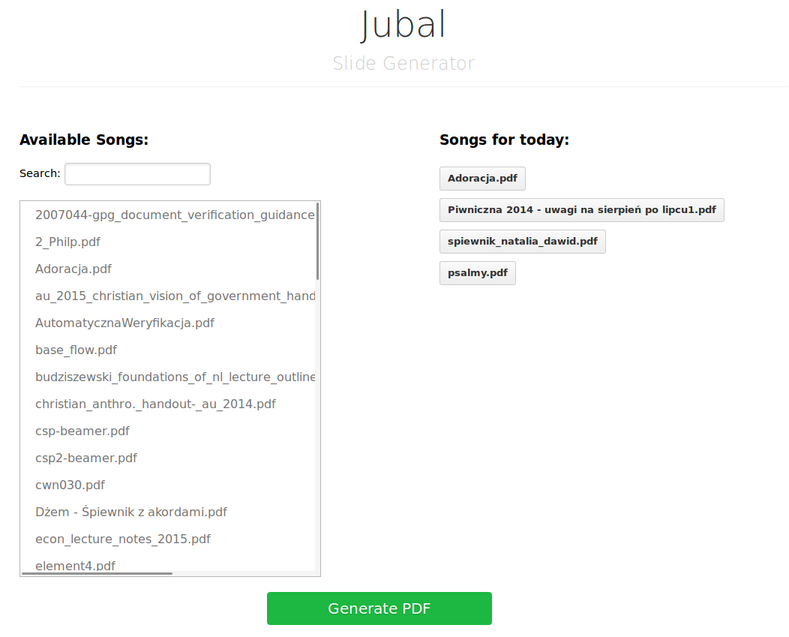 Jubal
Slide Generator
Available Songs:
Search:
2007044-gpg_document_verification_guidance
2_Philp.pdf
Adoracja.pdf
au_2015_christian_vision_of_government_hand
AutomatycznaWeryfikacja.pdf
base_flow.pdf
budziszewski_foundations_of_nl_lecture_outline
christian_anthro._handout-_au_2014.pdf
csp-beamer.pdf
csp2-beamer.pdf
cwn030.pdf
Dżem - Śpiewnik z akordami.pdf
econ_lecture_notes_2015.pdf
element4.pdf
Songs for today:
Adoracja.pdf
Piwniczna 2014 - uwagi na sierpień po lipcu1.pdf
spiewnik_natalia_dawid.pdf
psalmy.pdf
Generate PDF